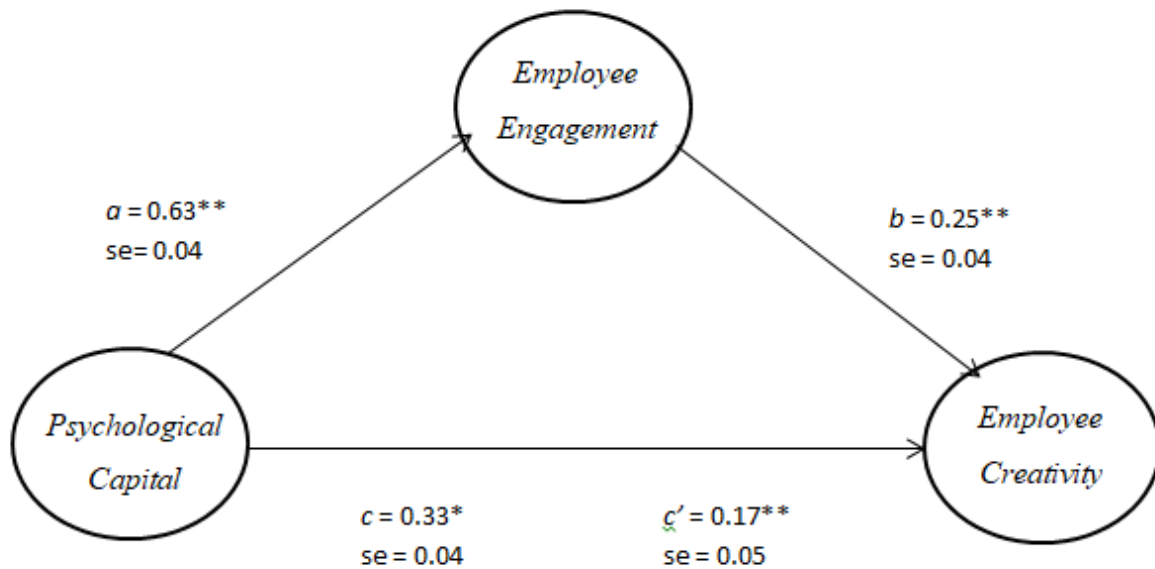 Employee
Engagement
a = 0.63**
se= 0.04
b = 0.25**
se = 0.04
Psychological
Capital
Employee
Creativity
c = 0.33*
se = 0.04
c′ = 0.17**
se = 0.05